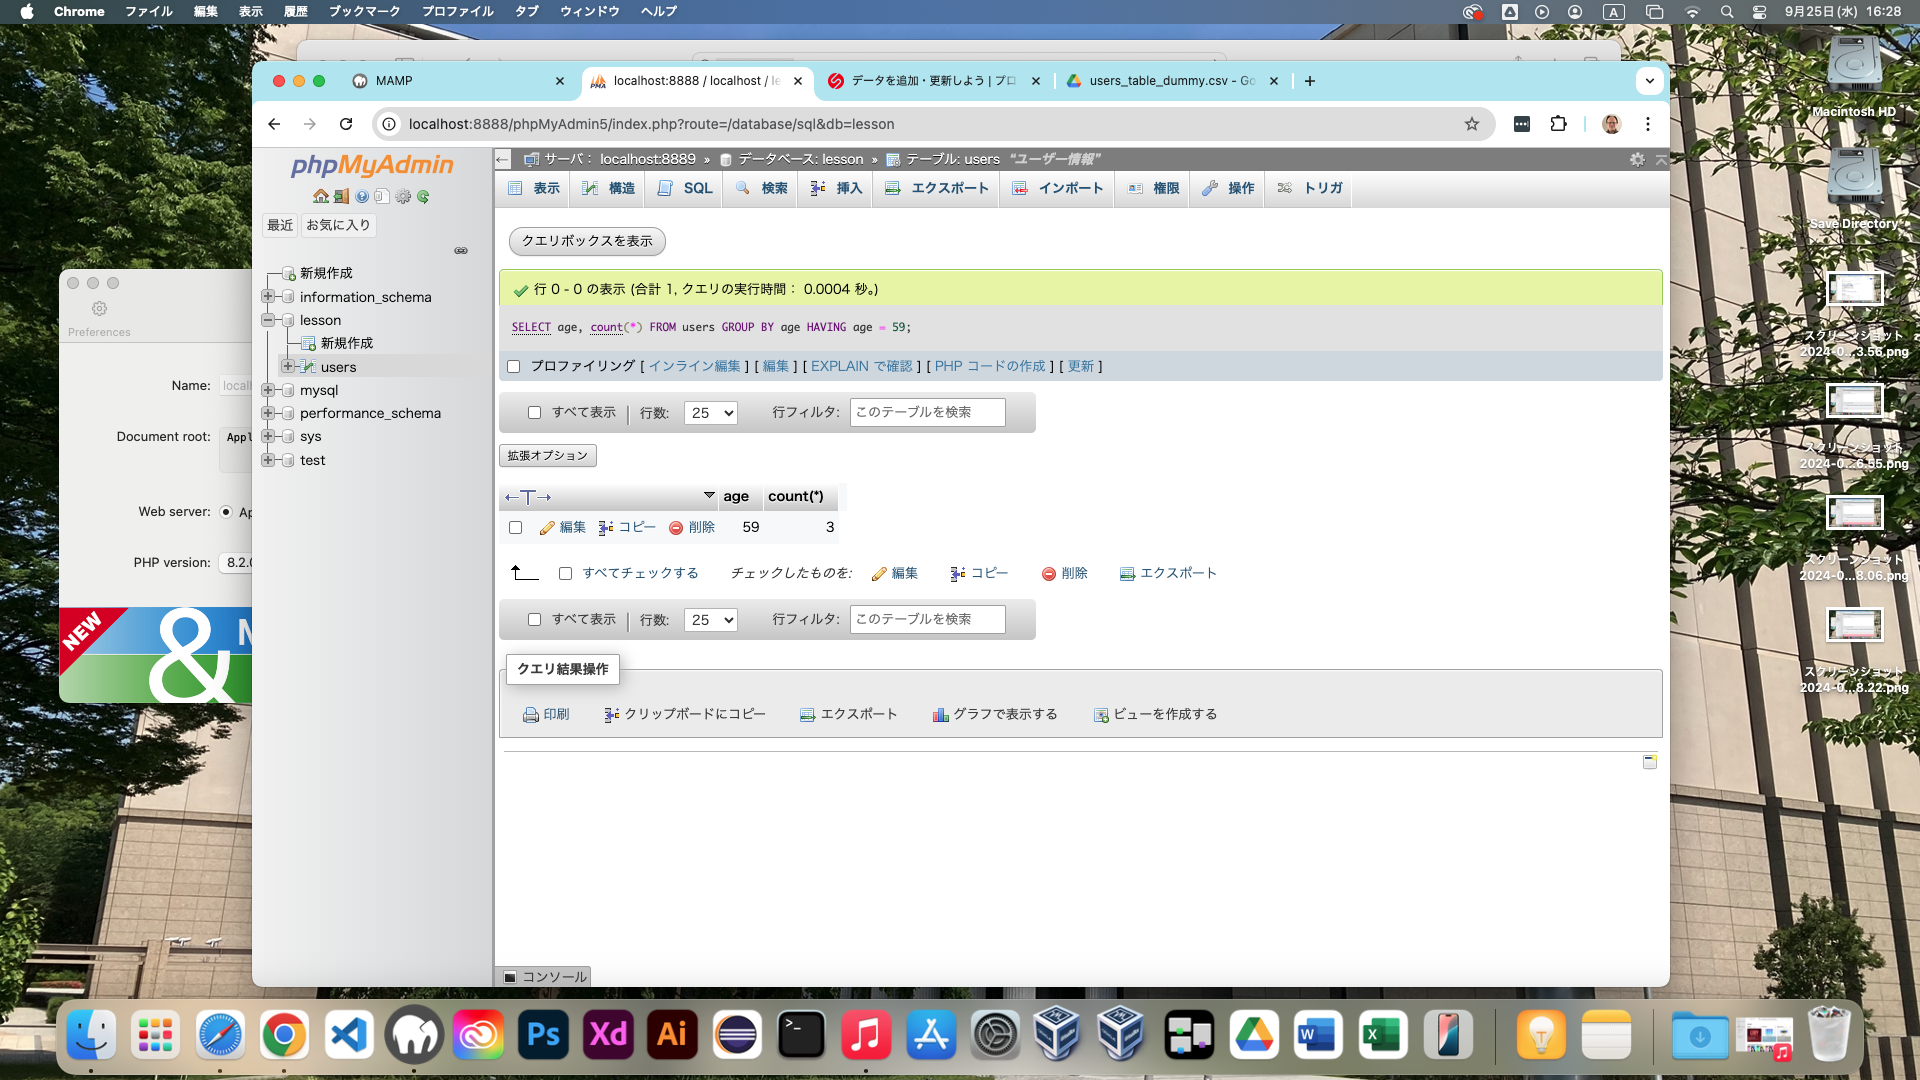 Chrome ファイル 編集 表示 履歴 ブックマーク プロファイル タブ ウィンドウ ヘルプ
A 9月25日(水) 16:28
MAMP
localhost:8888 / localhost / le
データを追加・更新しよう | プロ
users_table_dummy.csv - Go
localhost:8888/phpMyAdmin5/index.php?route=/database/sql&db=lesson
phpMyAdmin
最近 お気に入り
新規作成
information_schema
lesson
新規作成
users
mysql
performance_schema
sys
test
サーバ: localhost:8889 » データベース: lesson » テーブル: users "ユーザー情報"
表示 構造 SQL 検索 挿入 エクスポート インポート 権限 操作 トリガ
クエリボックスを表示
行 0 - 0 の表示 (合計 1, クエリの実行時間: 0.0004 秒。)
SELECT age, count(*) FROM users GROUP BY age HAVING age = 59;
プロファイリング [ インライン編集 ] [ 編集 ] [ EXPLAIN で確認 ] [ PHP コードの作成 ] [ 更新 ]
すべて表示 行数: 25 行フィルタ: このテーブルを検索
拡張オプション
←T→ age count(*)
編集 コピー 削除 59 3
すべてチェックする チェックしたものを: 編集 コピー 削除 エクスポート
すべて表示 行数: 25 行フィルタ: このテーブルを検索
クエリ結果操作
印刷 クリップボードにコピー エクスポート グラフで表示する ビューを作成する
コンソール
Preferences
Name: local
Document root: Appl
Web server: Ap
PHP version: 8.2.0
NEW
& M
Macintosh HD
Save Directory
スクリーンショット
2024-0...3.56.png
スクリーンショット
2024-0...6.55.png
スクリーンショット
2024-0...8.06.png
スクリーンショット
2024-0...8.22.png
Ps
Xd
Ai
W
X